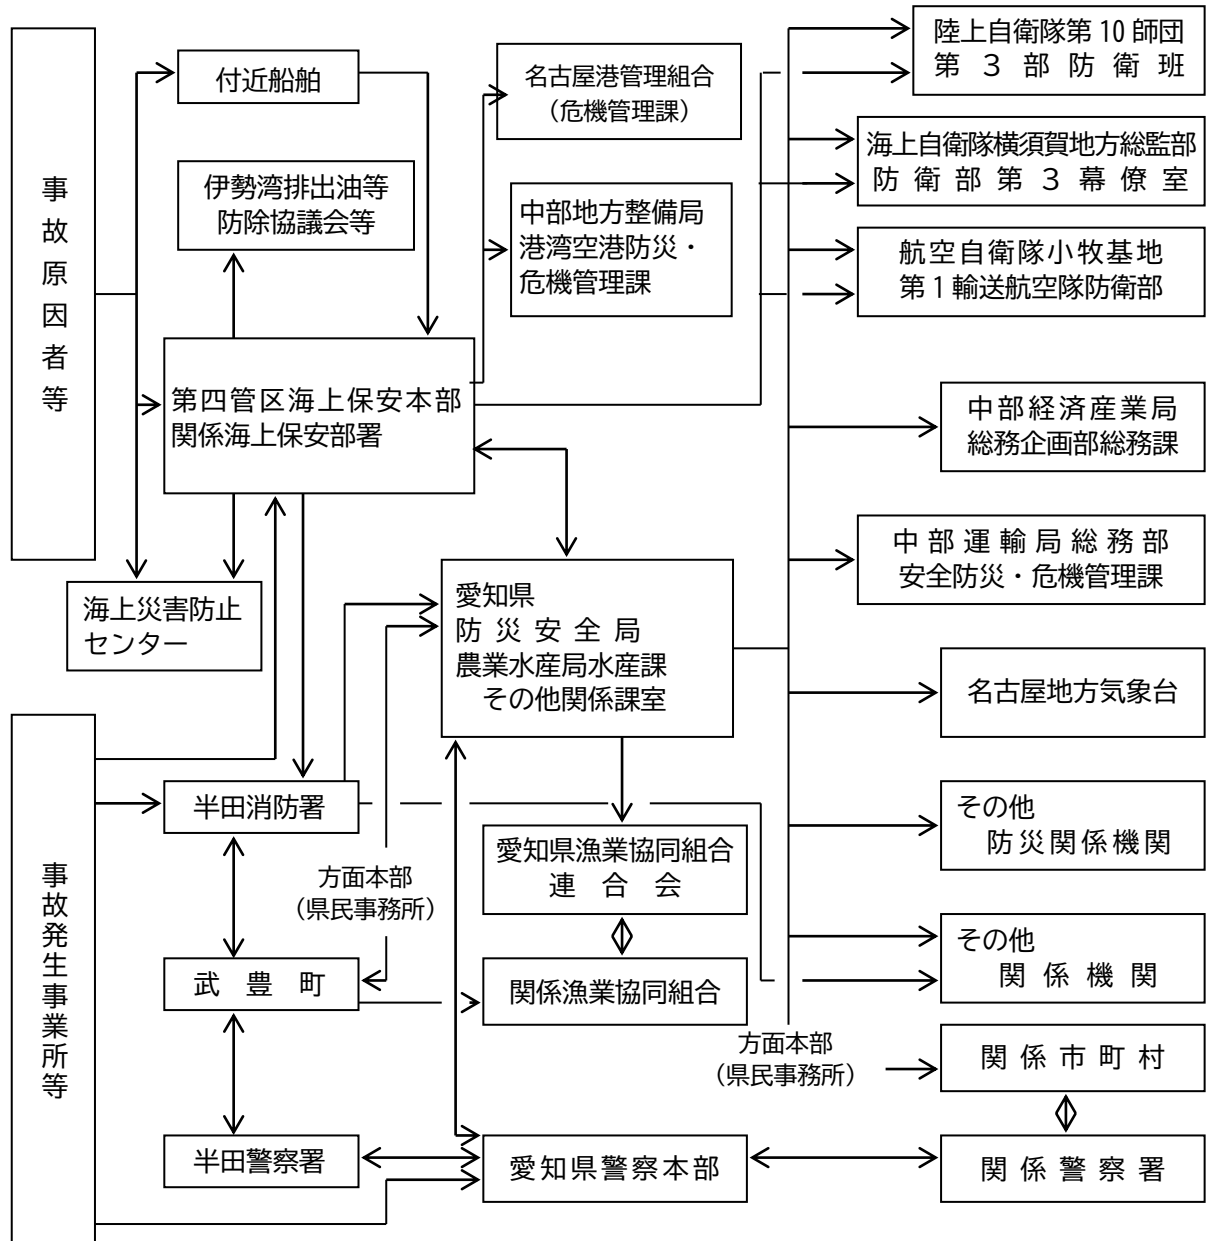 事故原因者等
付近船舶
伊勢湾排出油等
防除協議会等
第四管区海上保安本部
関係海上保安部署
海上災害防止
センター
名古屋港管理組合
（危機管理課）
中部地方整備局
港湾空港防災・
危機管理課
愛知県
防災安全局
農業水産局水産課
その他関係課室
陸上自衛隊第10師団
第３部防衛班
海上自衛隊横須賀地方総監部
防衛部第３幕僚室
航空自衛隊小牧基地
第１輸送航空隊防衛部
中部経済産業局
総務企画部総務課
中部運輸局総務部
安全防災・危機管理課
名古屋地方気象台
その他
防災関係機関
その他
関係機関
方面本部
（県民事務所）
関係市町村
関係警察署
事故発生事業所等
半田消防署
方面本部
（県民事務所）
武豊町
半田警察署
愛知県漁業協同組合
連合会
関係漁業協同組合
愛知県警察本部